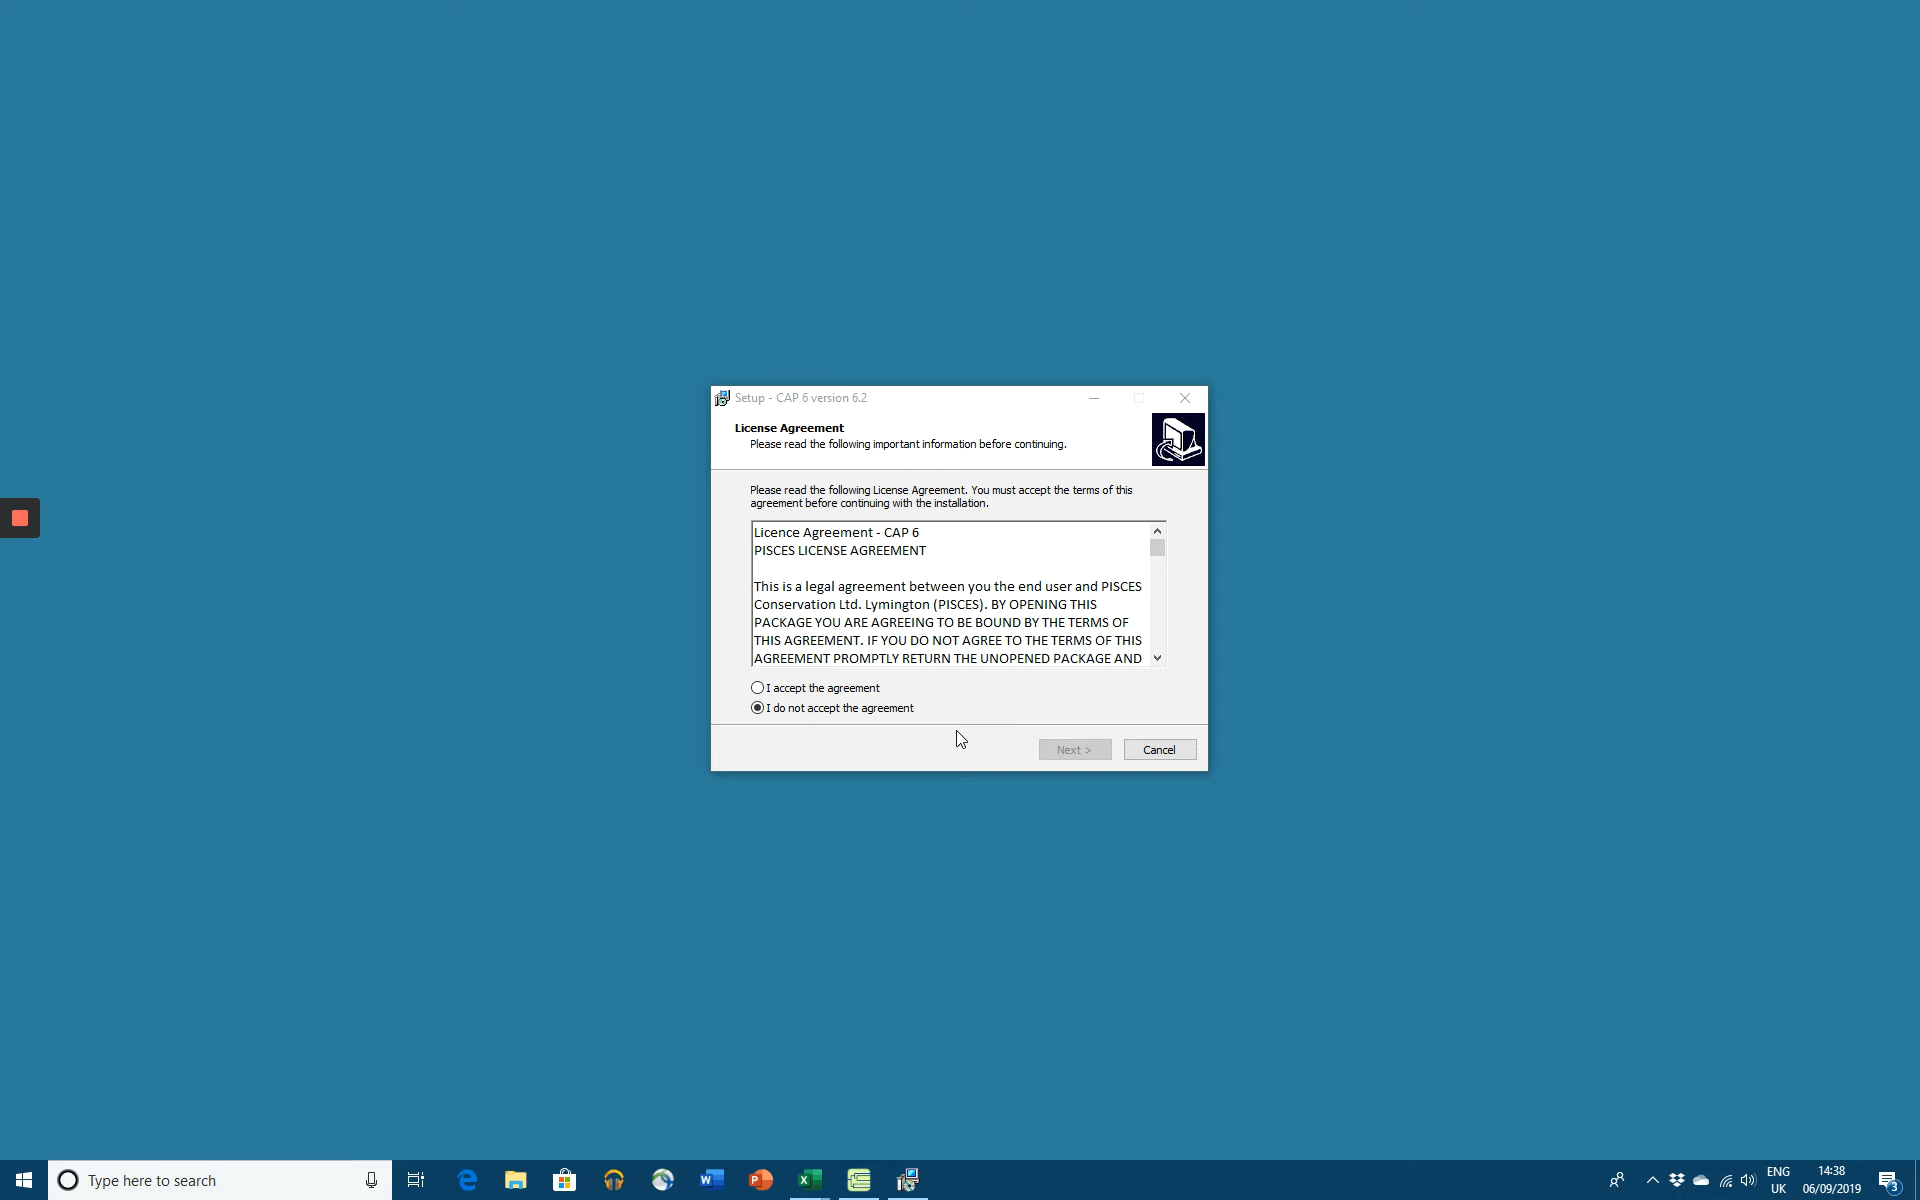 Setup - CAP 6 version 6.2
License Agreement
Please read the following important information before continuing.
Please read the following License Agreement. You must accept the terms of this
agreement before continuing with the installation.
Licence Agreement - CAP 6
PISCES LICENSE AGREEMENT
This is a legal agreement between you the end user and PISCES
Conservation Ltd. Lymington (PISCES). BY OPENING THIS
PACKAGE YOU ARE AGREEING TO BE BOUND BY THE TERMS OF
THIS AGREEMENT. IF YOU DO NOT AGREE TO THE TERMS OF THIS
AGREEMENT PROMPTLY RETURN THE UNOPENED PACKAGE AND
I accept the agreement
I do not accept the agreement
Next >
Cancel
Type here to search
ENG
UK
14:38
06/09/2019
3